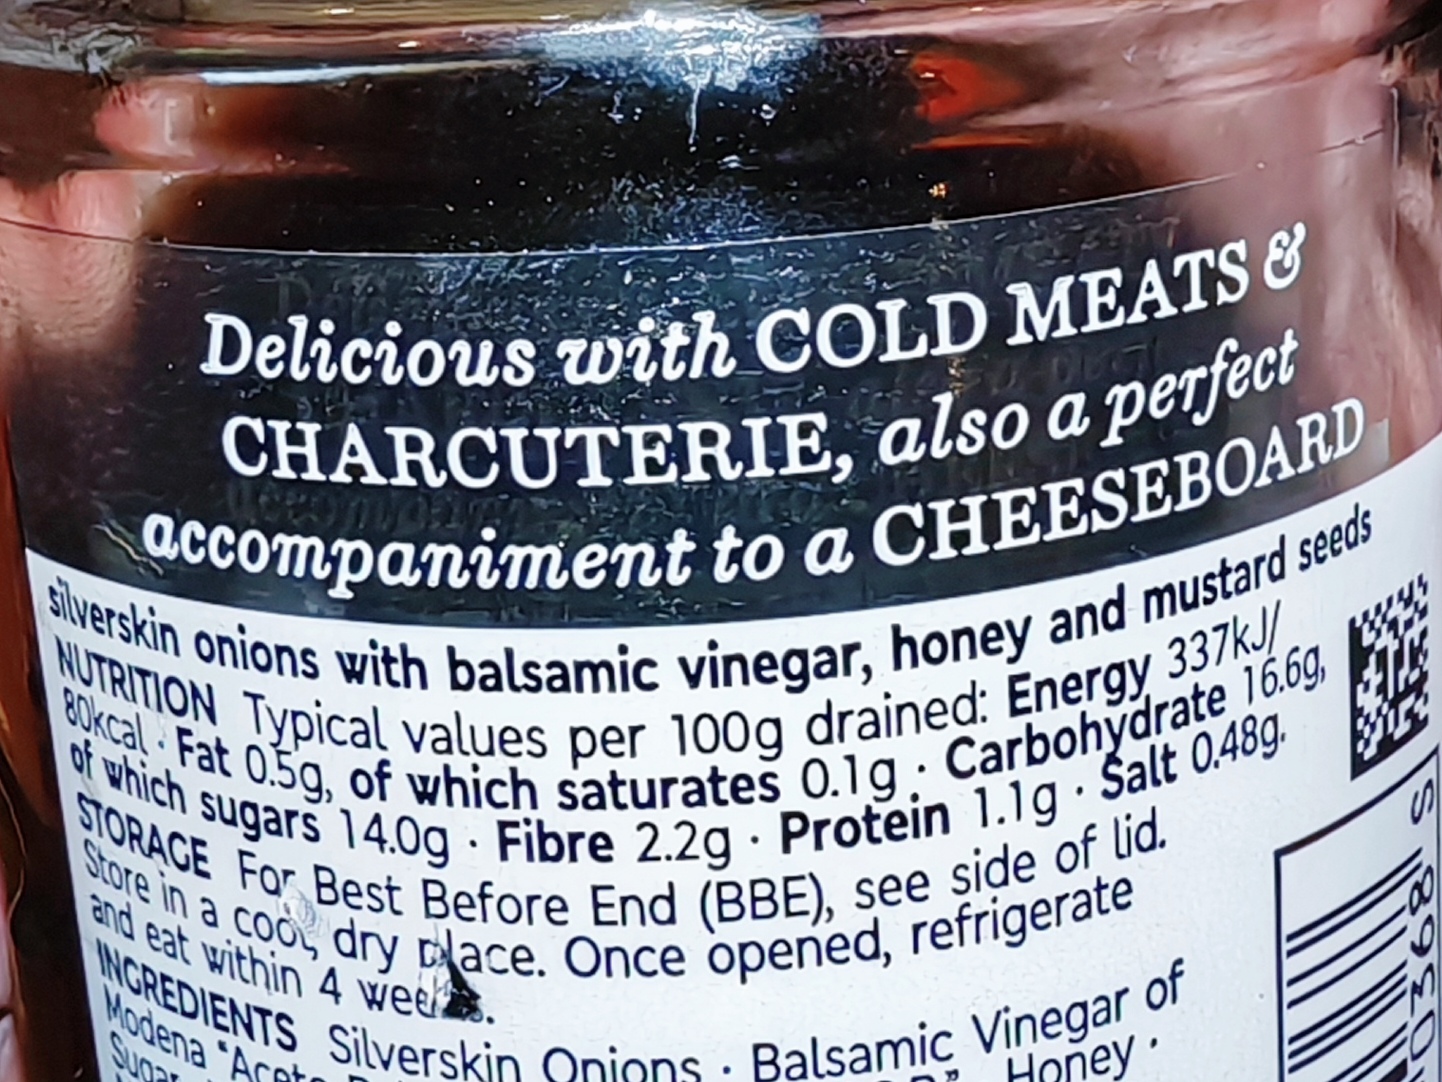 Delicious with COLD MEATS &
CHARCUTERIE, also a perfect
accompaniment to a CHEESEBOARD
silverskin onions with balsamic vinegar, honey and mustard seeds
NUTRITION Typical values per 100g drained: Energy 337kJ/
80kcal · Fat 0.5g, of which saturates 0.1g · Carbohydrate 16.6g,
of which sugars 14.0g · Fibre 2.2g · Protein 1.1g · Salt 0.48g.
STORAGE For Best Before End (BBE), see side of lid.
Store in a cool, dry place. Once opened, refrigerate
and eat within 4 weeks.
INGREDIENTS Silverskin Onions · Balsamic Vinegar of
Modena "Aceto
Sugar Honey ·
03688 S